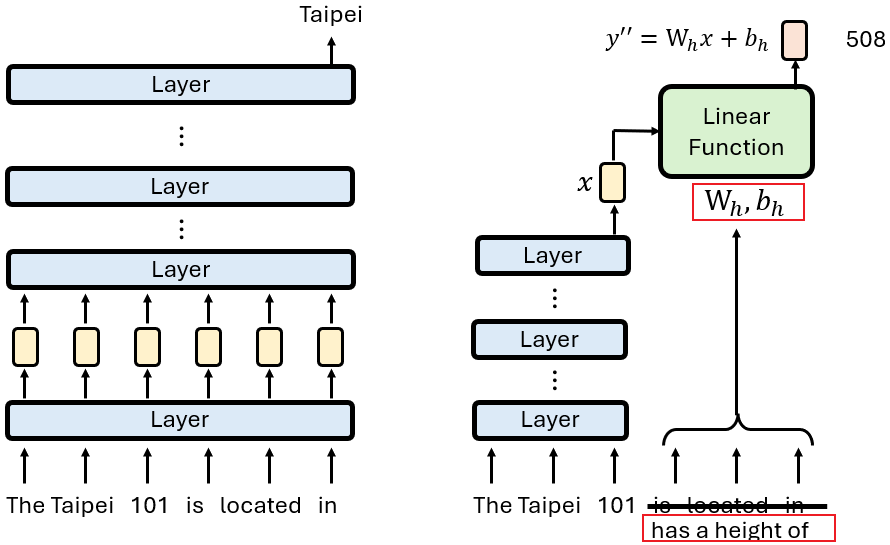 Taipei
Layer
⋮
Layer
⋮
Layer
Layer
The Taipei 101 is located in
y′′ = W_h x + b_h
508
Linear
Function
x
W_h, b_h
Layer
⋮
Layer
⋮
Layer
The Taipei 101 is located in
has a height of